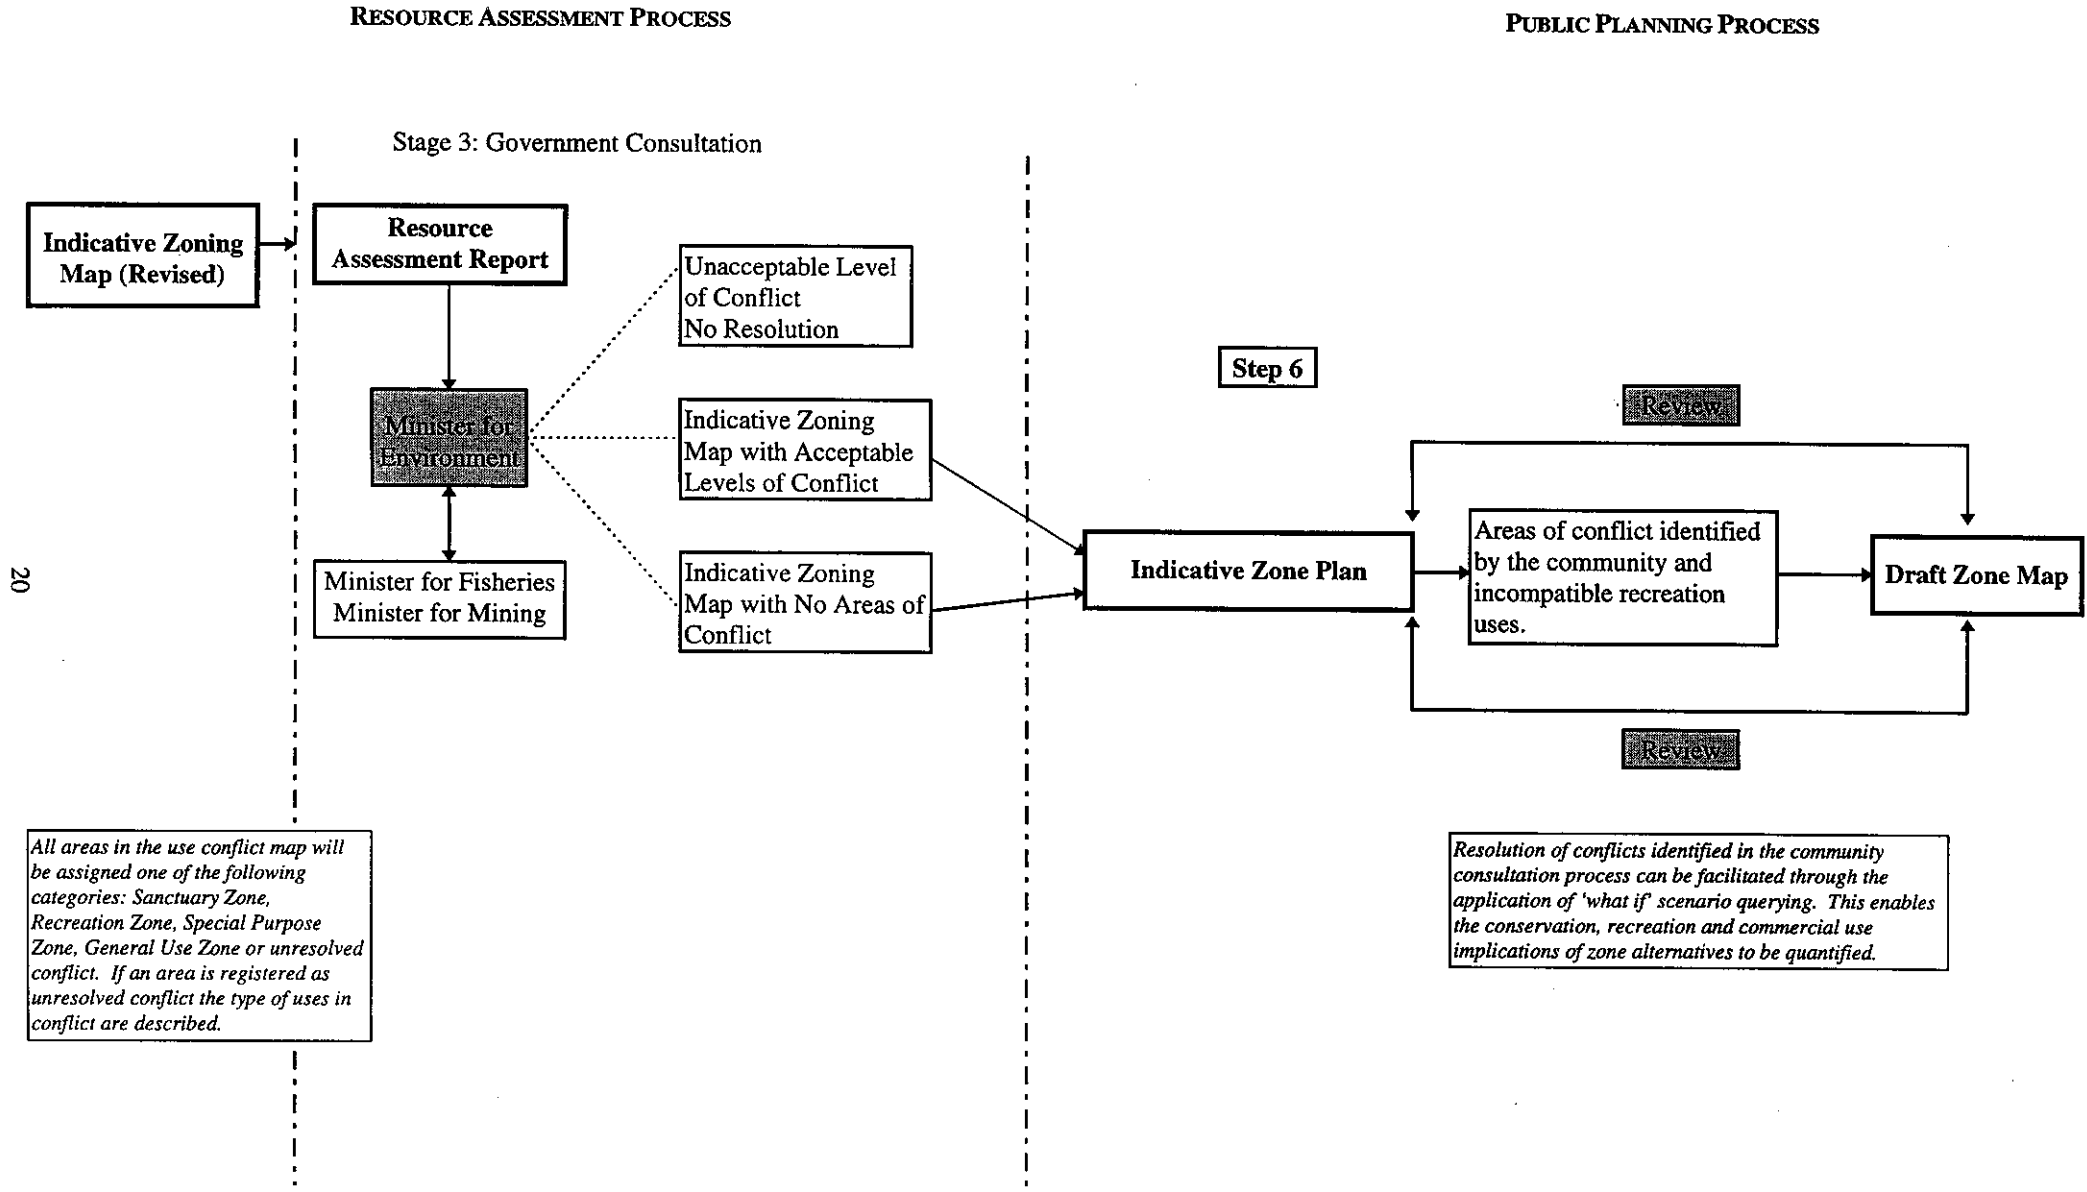 RESOURCE ASSESSMENT PROCESS
PUBLIC PLANNING PROCESS
Stage 3: Government Consultation
Indicative Zoning
Map (Revised)
Resource
Assessment Report
Unacceptable Level
of Conflict
No Resolution
Minister for
Environment
Indicative Zoning
Map with Acceptable
Levels of Conflict
Minister for Fisheries
Minister for Mining
Indicative Zoning
Map with No Areas of
Conflict
Step 6
Review
Indicative Zone Plan
Areas of conflict identified
by the community and
incompatible recreation
uses.
Draft Zone Map
Review
20
All areas in the use conflict map will
be assigned one of the following
categories: Sanctuary Zone,
Recreation Zone, Special Purpose
Zone, General Use Zone or unresolved
conflict. If an area is registered as
unresolved conflict the type of uses in
conflict are described.
Resolution of conflicts identified in the community
consultation process can be facilitated through the
application of 'what if' scenario querying. This enables
the conservation, recreation and commercial use
implications of zone alternatives to be quantified.